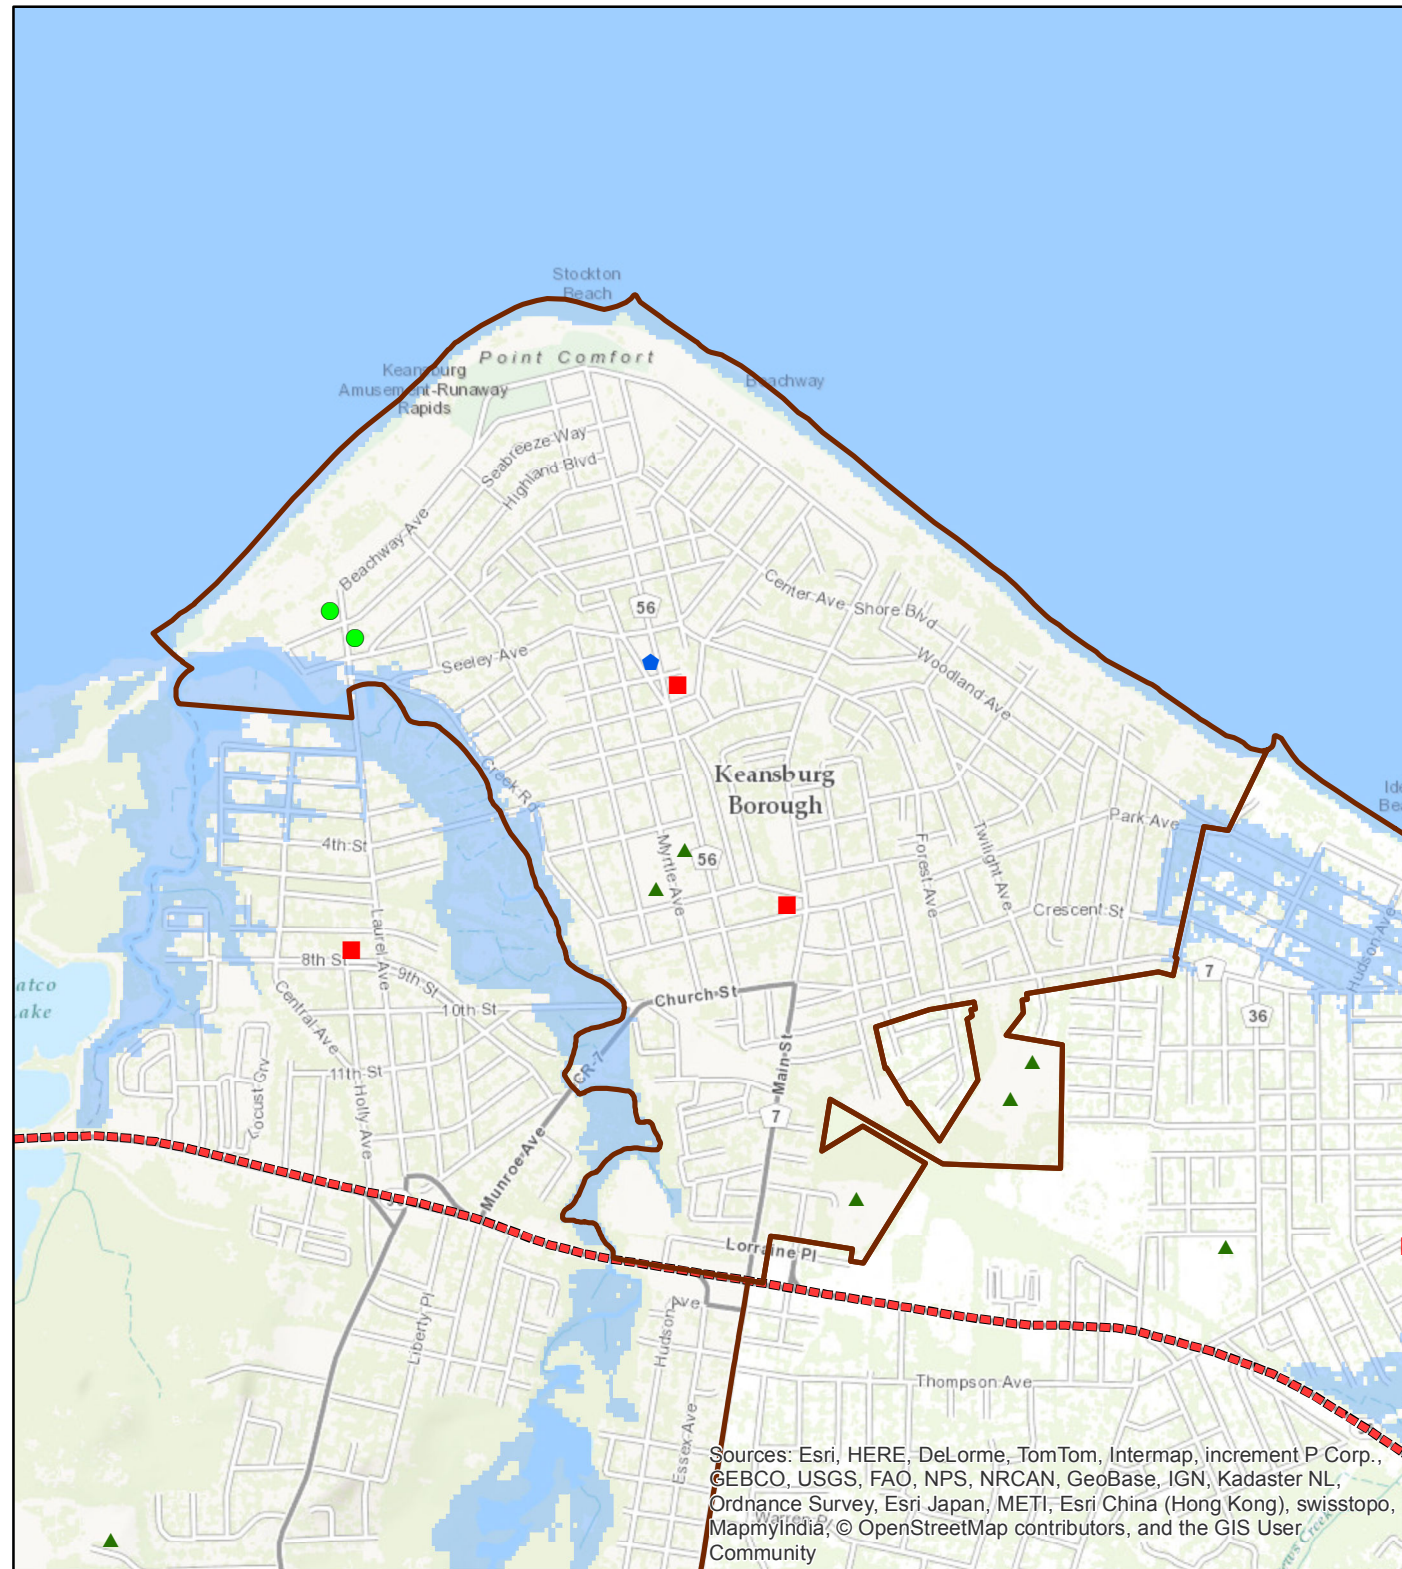 Stockton
Beach
Point Comfort
Keansburg
Amusement-Runaway
Rapids
Beachway
Seabreeze Way
Highland Blvd
Beachway Ave
Center Ave
Shore Blvd
56
Seeley Ave
Woodland Ave
Creek Rd
Keansburg
Borough
Park Ave
4th St
Myrtle Ave
56
Forest Ave
Twilight Ave
Crescent St
Laurel Ave
8th St
9th St
Hudson Ave
7
Central Ave
10th St
Church St
36
CR-7
Main St
11th St
Locust Grv
Holly Ave
7
Munroe Ave
Lorraine Pl
Liberty Pl
Hudson
Ave
Thompson Ave
Essex Ave
Warren Pl
Sources: Esri, HERE, DeLorme, TomTom, Intermap, increment P Corp.,
GEBCO, USGS, FAO, NPS, NRCAN, GeoBase, IGN, Kadaster NL,
Ordnance Survey, Esri Japan, METI, Esri China (Hong Kong), swisstopo,
MapmyIndia, © OpenStreetMap contributors, and the GIS User
Community